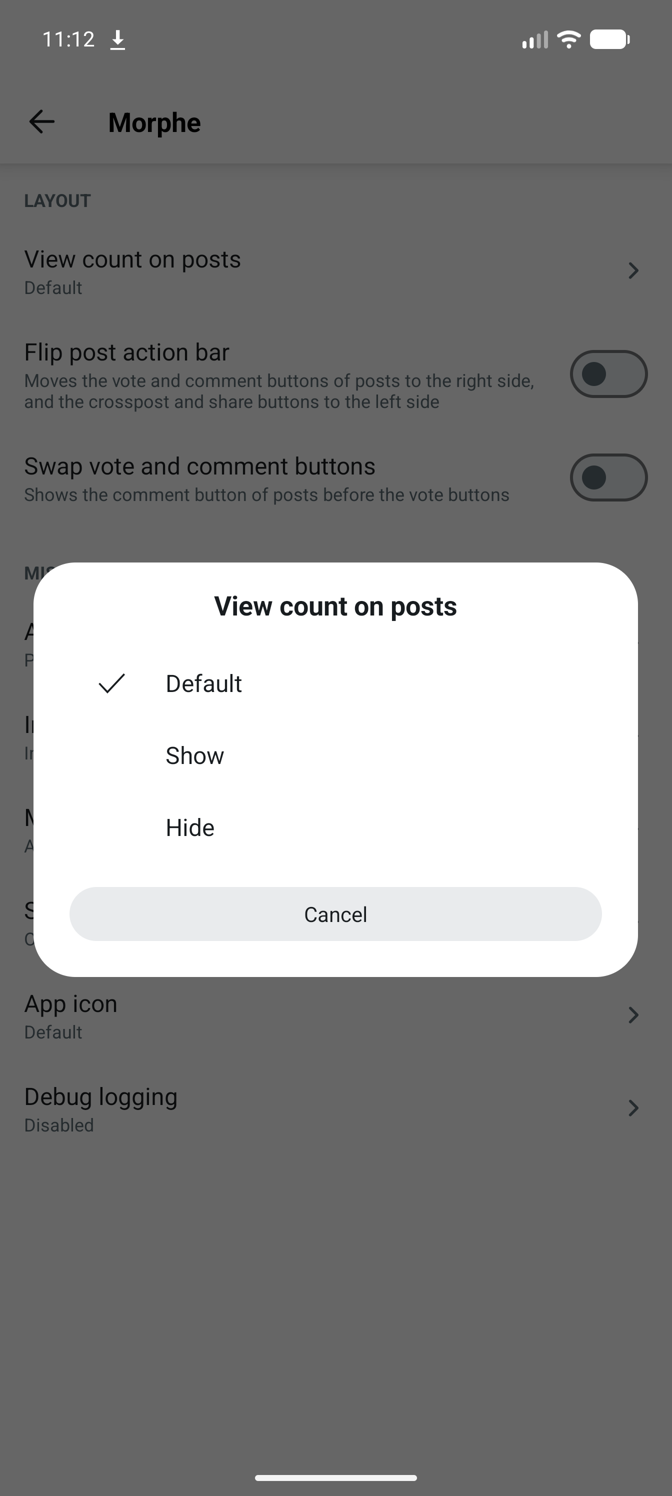 11:12
Morphe
LAYOUT
View count on posts
Default
Flip post action bar
Moves the vote and comment buttons of posts to the right side,
and the crosspost and share buttons to the left side
Swap vote and comment buttons
Shows the comment button of posts before the vote buttons
View count on posts
Default
Show
Hide
Cancel
App icon
Default
Debug logging
Disabled